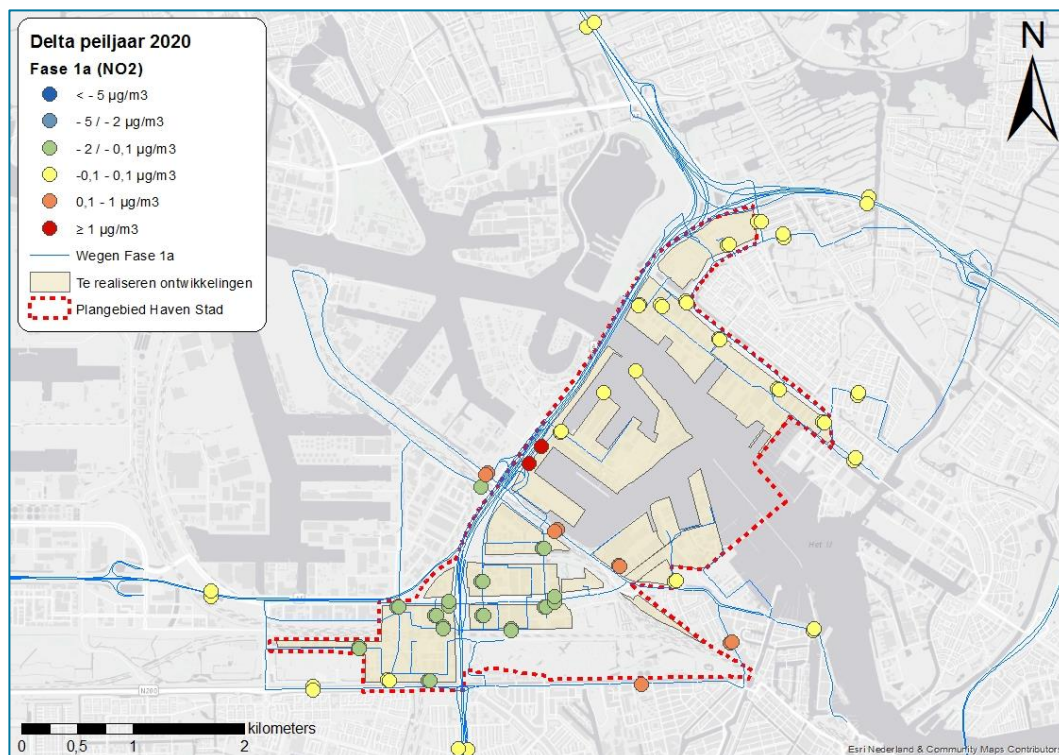 Delta peiljaar 2020
Fase 1a (NO2)
< - 5 µg/m3
- 5 / - 2 µg/m3
- 2 / - 0,1 µg/m3
-0,1 - 0,1 µg/m3
0,1 - 1 µg/m3
≥ 1 µg/m3
Wegen Fase 1a
Te realiseren ontwikkelingen
Plangebied Haven Stad
N
Het IJ
N200
0 0,5 1 2 kilometers
Esri Nederland & Community Maps Contributor